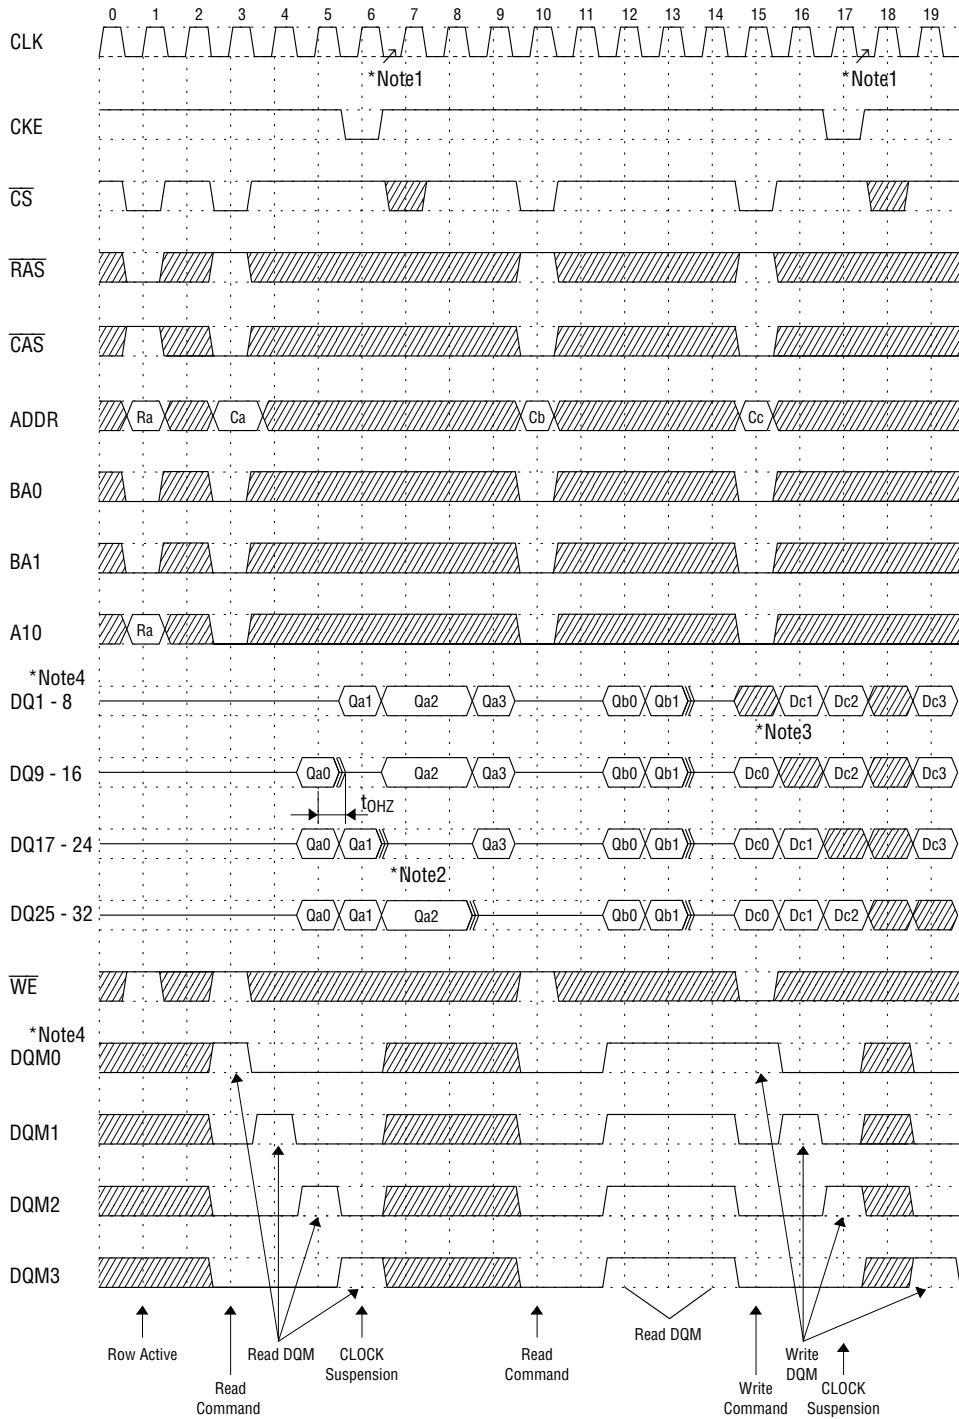 0 1 2 3 4 5 6 7 8 9 10 11 12 13 14 15 16 17 18 19
CLK
*Note1 *Note1
CKE
CS
RAS
CAS
ADDR Ra Ca Cb Cc
BA0
BA1
A10 Ra
*Note4
DQ1 - 8 Qa1 Qa2 Qa3 Qb0 Qb1 Dc1 Dc2 Dc3
*Note3
DQ9 - 16 Qa0 Qa2 Qa3 Qb0 Qb1 Dc0 Dc2 Dc3
tOHZ
DQ17 - 24 Qa0 Qa1 Qa3 Qb0 Qb1 Dc0 Dc1 Dc3
*Note2
DQ25 - 32 Qa0 Qa1 Qa2 Qb0 Qb1 Dc0 Dc1 Dc2
WE
*Note4
DQM0
DQM1
DQM2
DQM3
Row Active
Read
Command
Read DQM
CLOCK
Suspension
Read
Command
Read DQM
Write
Command
Write
DQM
CLOCK
Suspension